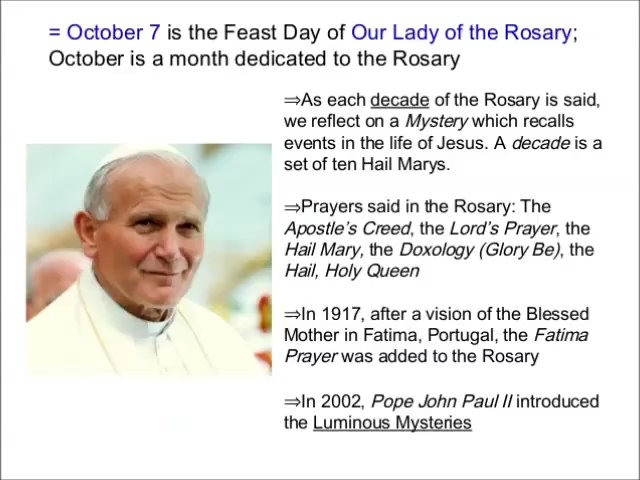 = October 7 is the Feast Day of Our Lady of the Rosary;
October is a month dedicated to the Rosary
⇒As each decade of the Rosary is said,
we reflect on a Mystery which recalls
events in the life of Jesus. A decade is a
set of ten Hail Marys.
⇒Prayers said in the Rosary: The
Apostle's Creed, the Lord's Prayer, the
Hail Mary, the Doxology (Glory Be), the
Hail, Holy Queen
⇒In 1917, after a vision of the Blessed
Mother in Fatima, Portugal, the Fatima
Prayer was added to the Rosary
⇒In 2002, Pope John Paul II introduced
the Luminous Mysteries